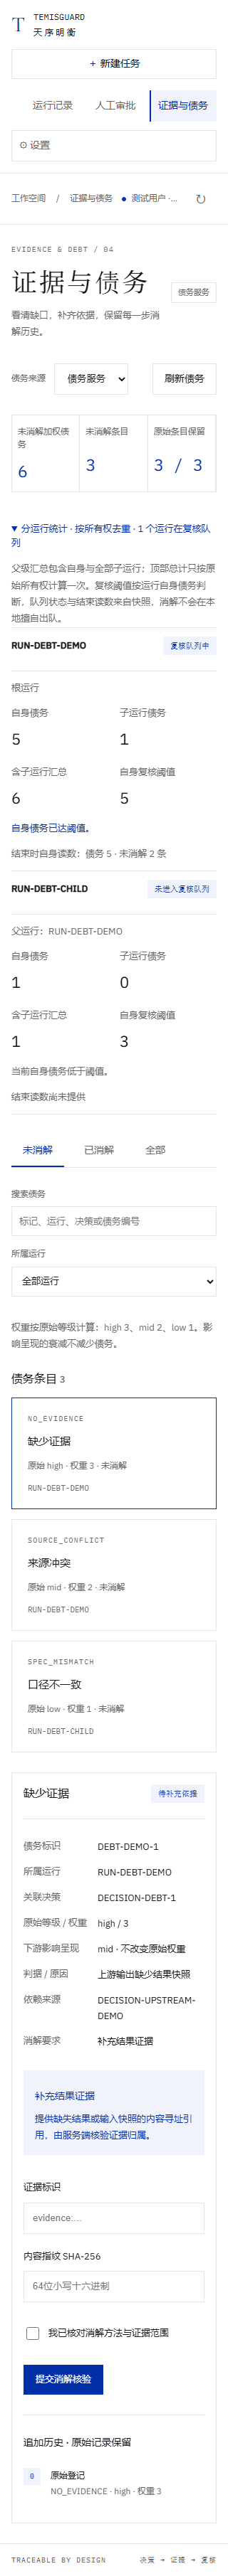 T TEMISGUARD
天序明衡
+ 新建任务
运行记录 人工审批 证据与债务
⚙ 设置
工作空间 / 证据与债务 ● 测试用户 ·... ↻
EVIDENCE & DEBT / 04
证据与债务 债务服务
看清缺口，补齐依据，保留每一步消
解历史。
债务来源 债务服务 刷新债务
未消解加权债
务
6
未消解条目
3
原始条目保留
3 / 3
▼ 分运行统计 · 按所有权去重 · 1 个运行在复核队
列
父级汇总包含自身与全部子运行；顶部总计只按原
始所有权计算一次。复核阈值按运行自身债务判
断，队列状态与结束读数来自快照，消解不会在本
地擅自出队。
RUN-DEBT-DEMO 复核队列中
根运行
自身债务 子运行债务
5 1
含子运行汇总 自身复核阈值
6 5
自身债务已达阈值。
结束时自身读数：债务 5 · 未消解 2 条
RUN-DEBT-CHILD 未进入复核队列
父运行：RUN-DEBT-DEMO
自身债务 子运行债务
1 0
含子运行汇总 自身复核阈值
1 3
当前自身债务低于阈值。
结束读数尚未提供
未消解 已消解 全部
搜索债务
标记、运行、决策或债务编号
所属运行
全部运行
权重按原始等级计算：high 3、mid 2、low 1。影
响呈现的衰减不减少债务。
债务条目 3
NO_EVIDENCE
缺少证据
原始 high · 权重 3 · 未消解
RUN-DEBT-DEMO
SOURCE_CONFLICT
来源冲突
原始 mid · 权重 2 · 未消解
RUN-DEBT-DEMO
SPEC_MISMATCH
口径不一致
原始 low · 权重 1 · 未消解
RUN-DEBT-CHILD
缺少证据 待补充依据
债务标识 DEBT-DEMO-1
所属运行 RUN-DEBT-DEMO
关联决策 DECISION-DEBT-1
原始等级 / 权重 high / 3
下游影响呈现 mid · 不改变原始权重
判据 / 原因 上游输出缺少结果快照
依赖来源 DECISION-UPSTREAM-
DEMO
消解要求 补充结果证据
补充结果证据
提供缺失结果或输入快照的内容寻址引
用，由服务端核验证据归属。
证据标识
evidence:...
内容指纹 SHA-256
64位小写十六进制
我已核对消解方法与证据范围
提交消解核验
追加历史 · 原始记录保留
0 原始登记
NO_EVIDENCE · high · 权重 3
TRACEABLE BY DESIGN 决策 → 证据 → 复核